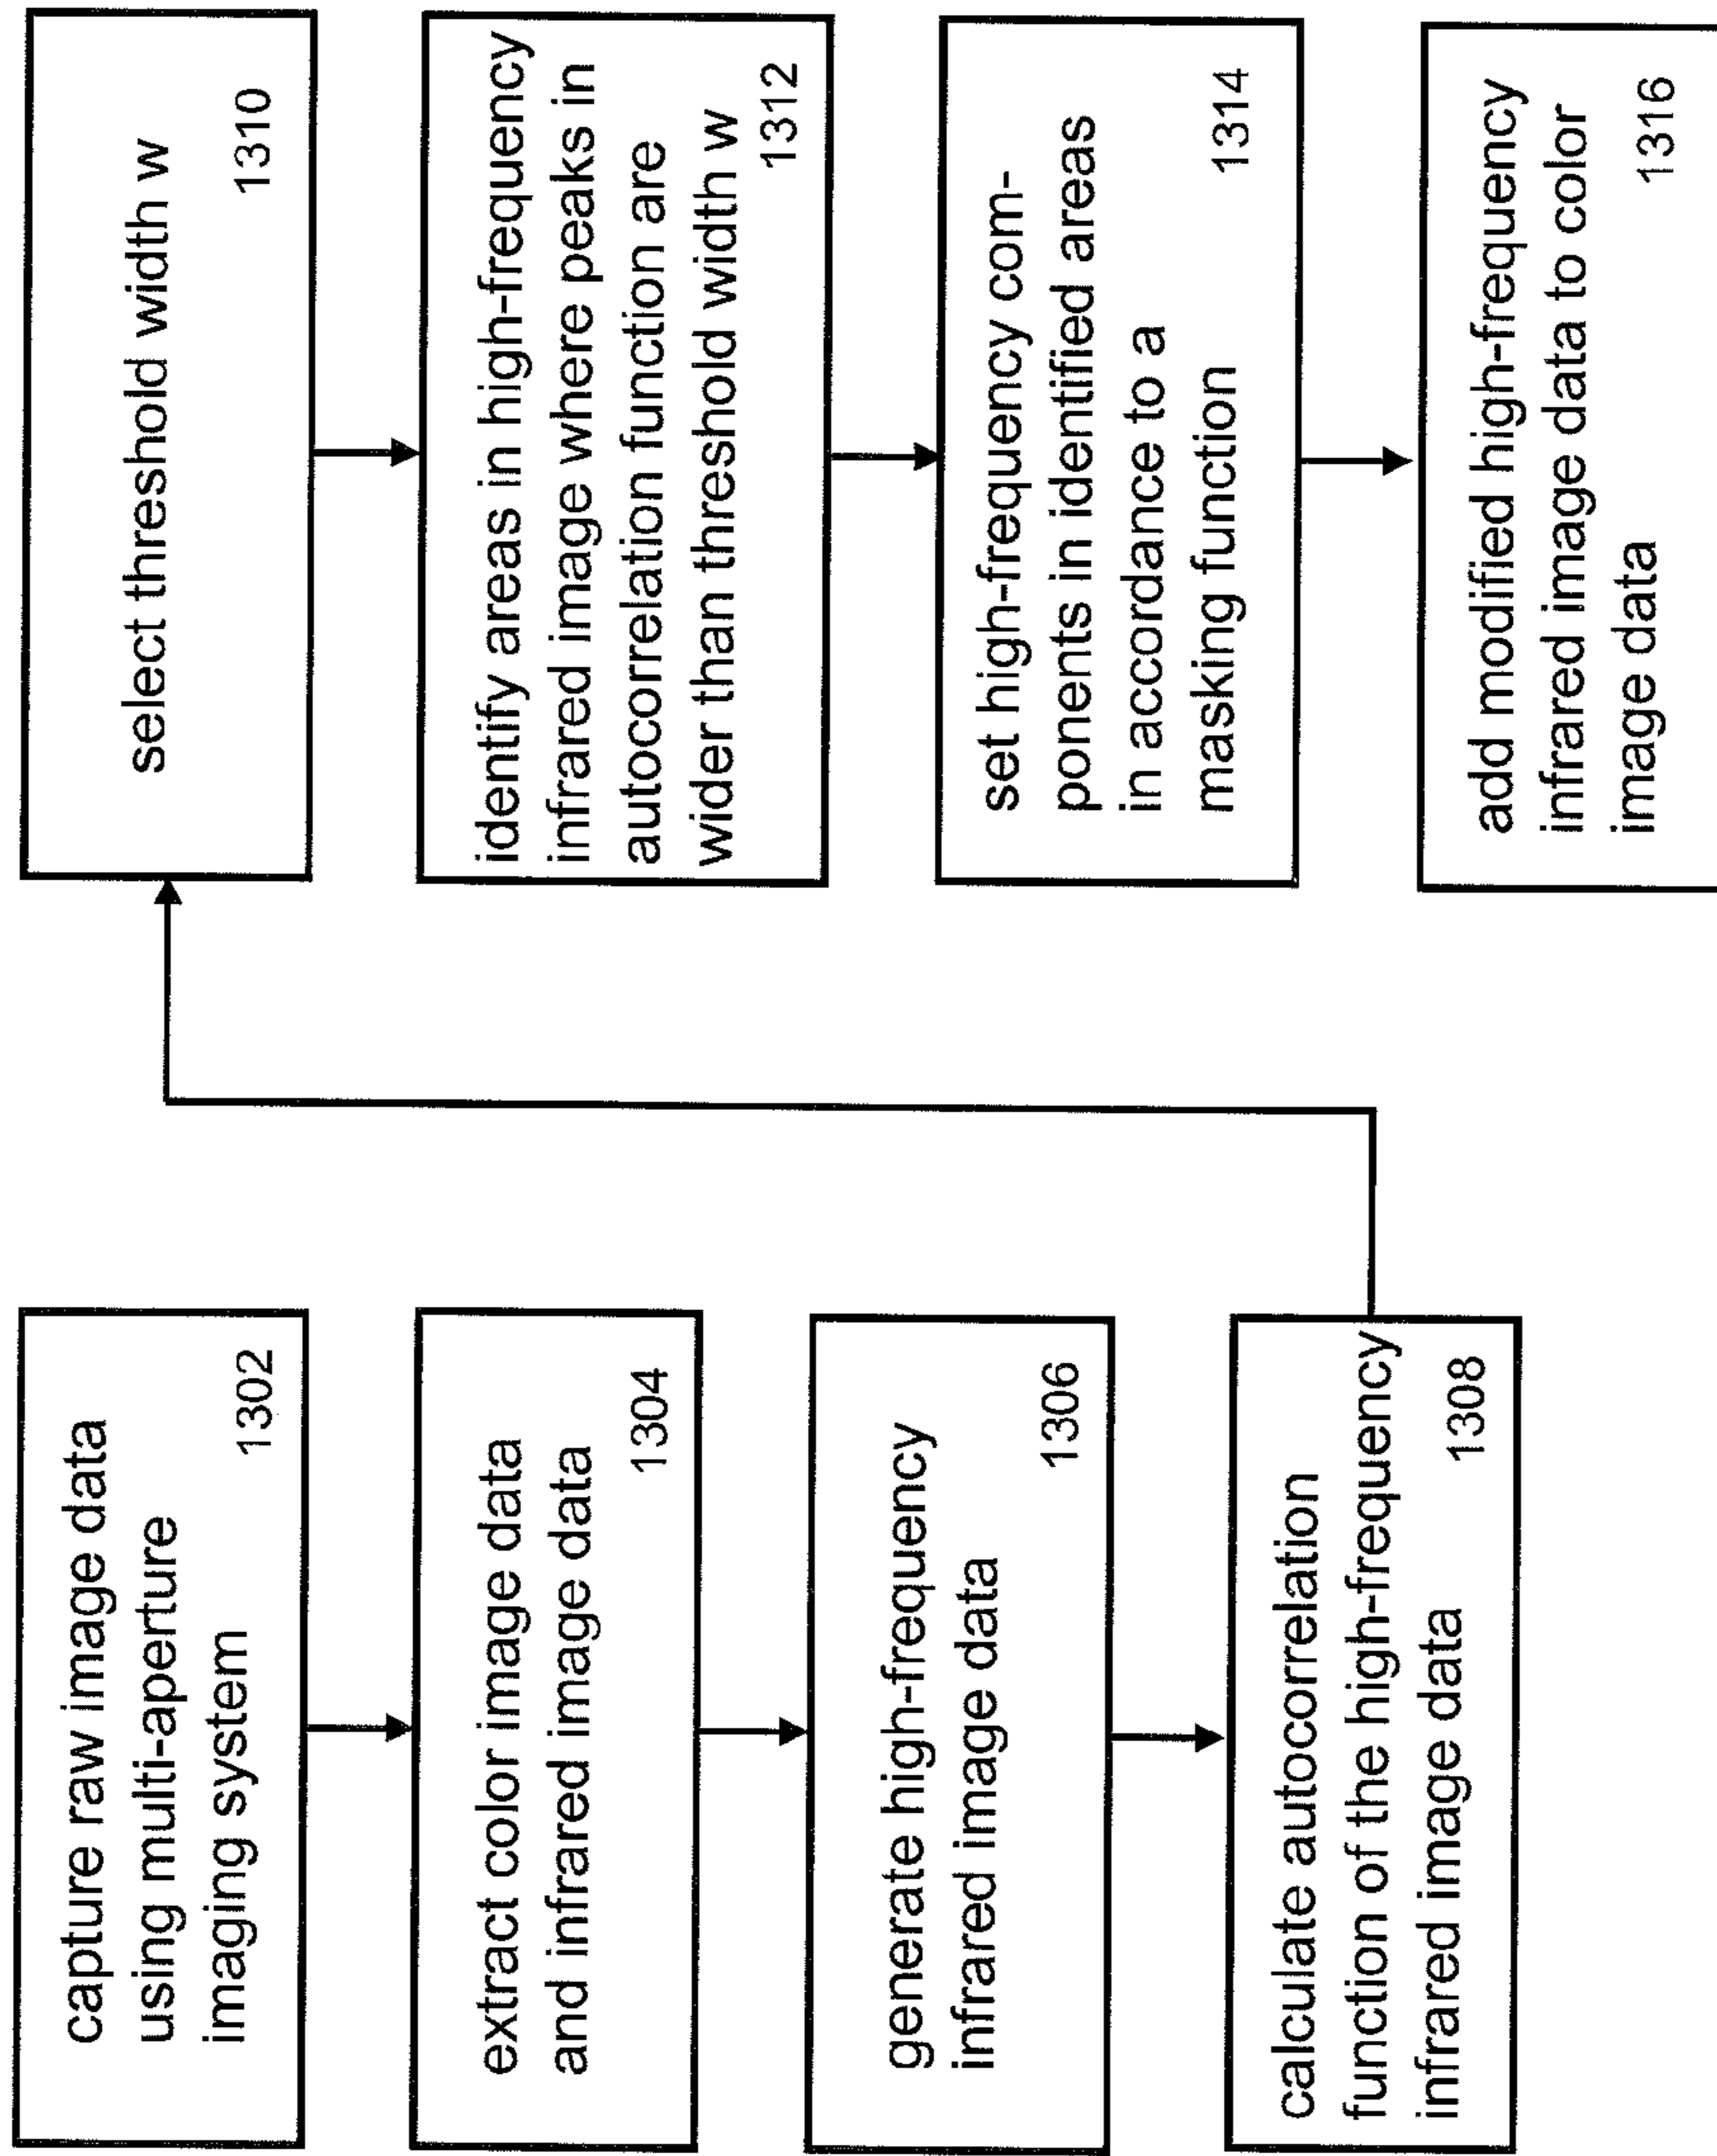 capture raw image data
using multi-aperture
imaging system
1302
extract color image data
and infrared image data
1304
generate high-frequency
infrared image data
1306
calculate autocorrelation
function of the high-frequency
infrared image data
1308
select threshold width w
1310
identify areas in high-frequency
infrared image where peaks in
autocorrelation function are
wider than threshold width w
1312
set high-frequency com-
ponents in identified areas
in accordance to a
masking function
1314
add modified high-frequency
infrared image data to color
image data
1316